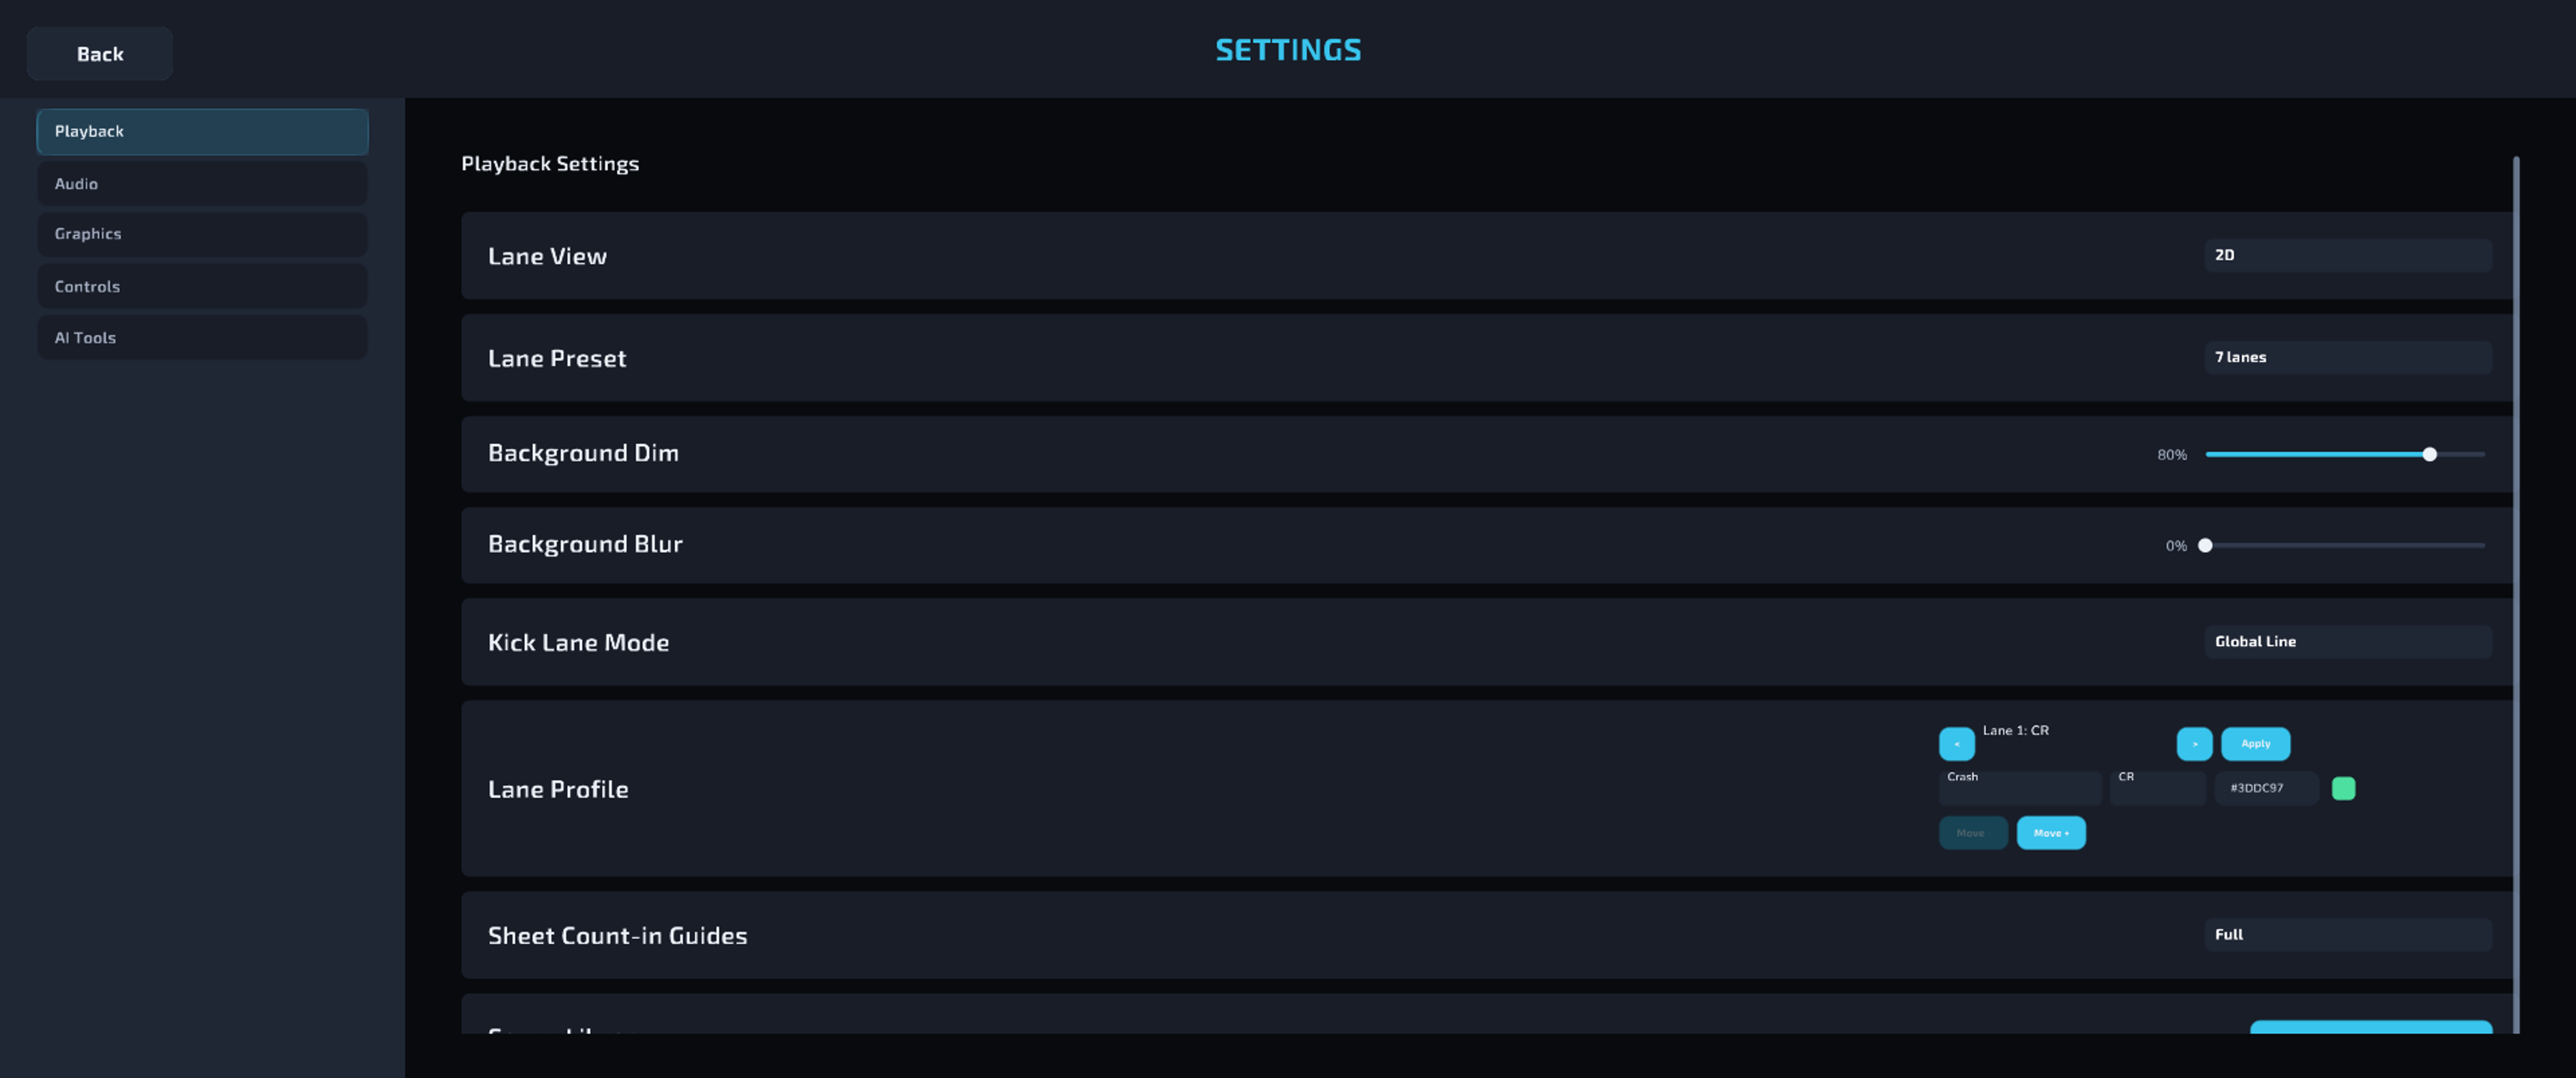 Back
SETTINGS
Playback
Audio
Graphics
Controls
AI Tools
Playback Settings
Lane View
2D
Lane Preset
7 lanes
Background Dim
80%
Background Blur
0%
Kick Lane Mode
Global Line
Lane Profile
<
Lane 1: CR
>
Apply
Crash
CR
#3DDC97
Move
Move +
Sheet Count-in Guides
Full